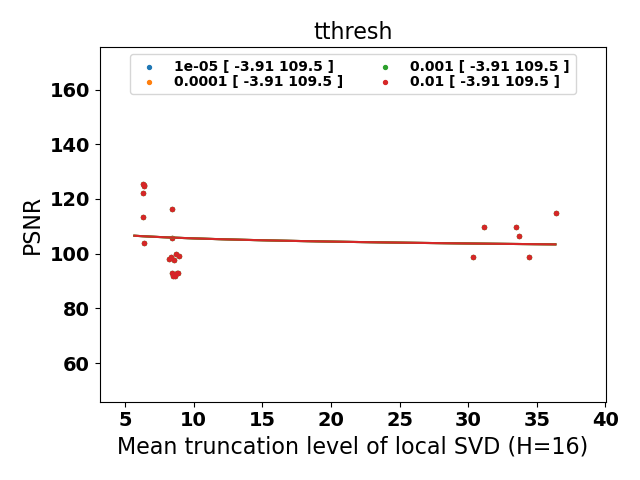 tthresh
1e-05 [ -3.91 109.5 ]
0.0001 [ -3.91 109.5 ]
0.001 [ -3.91 109.5 ]
0.01 [ -3.91 109.5 ]
PSNR
160
140
120
100
80
60
5 10 15 20 25 30 35 40
Mean truncation level of local SVD (H=16)